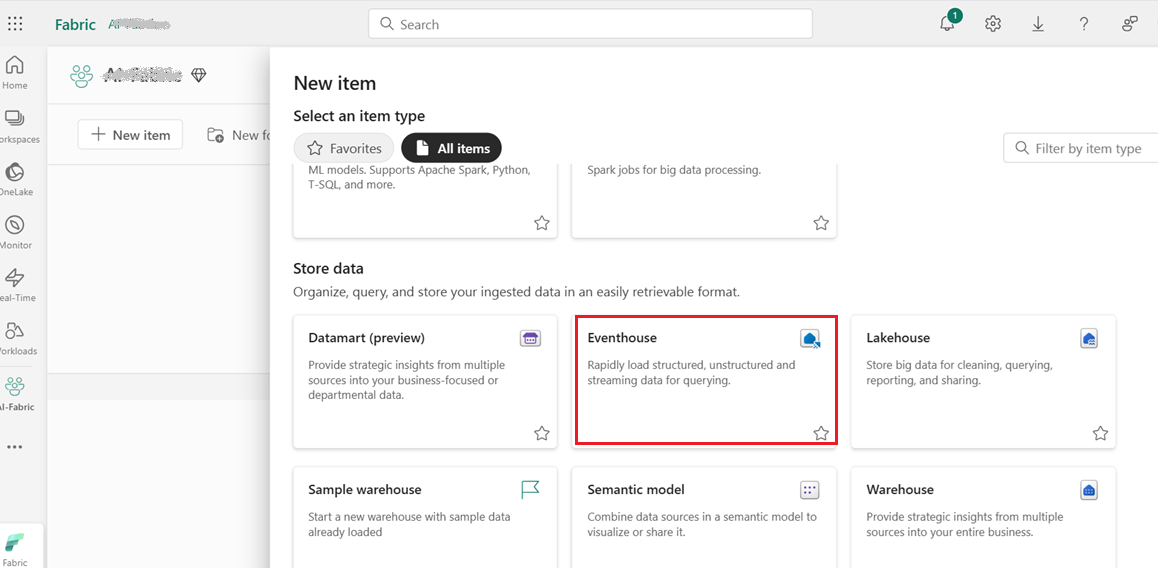 1
Fabric
Search
Home
orkspaces
OneLake
Monitor
eal-Time
orkloads
AI-Fabric
Fabric
New item
New fo
New item
Select an item type
Favorites
All items
Filter by item type
ML models. Supports Apache Spark, Python,
T-SQL, and more.
Spark jobs for big data processing.
Store data
Organize, query, and store your ingested data in an easily retrievable format.
Datamart (preview)
Provide strategic insights from multiple
sources into your business-focused or
departmental data.
Eventhouse
Rapidly load structured, unstructured and
streaming data for querying.
Lakehouse
Store big data for cleaning, querying,
reporting, and sharing.
Sample warehouse
Start a new warehouse with sample data
already loaded
Semantic model
Combine data sources in a semantic model to
visualize or share it.
Warehouse
Provide strategic insights from multiple
sources into your entire business.